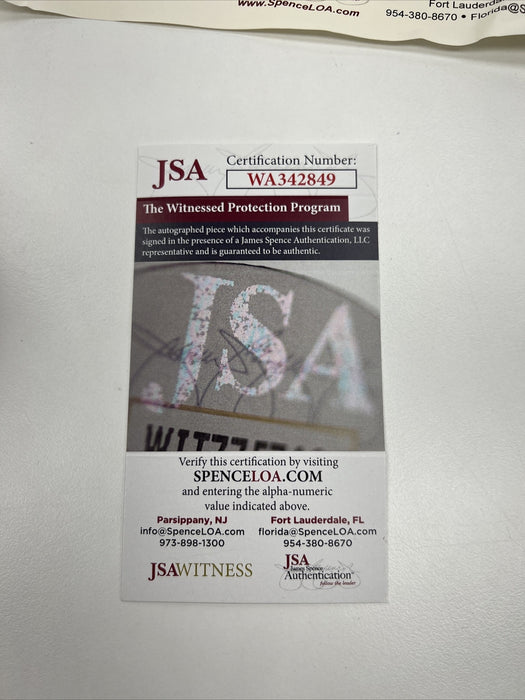 www.SpenceLOA.com
Fort Lauderda
954-380-8670 • Florida@S
JSA
Certification Number:
WA342849
The Witnessed Protection Program
The autographed piece which accompanies this certificate was
signed in the presence of a James Spence Authentication, LLC
representative and is guaranteed to be authentic.
JSA
Verify this certification by visiting
SPENCELOA.COM
and entering the alpha-numeric
value indicated above.
Parsippany, NJ
info@SpenceLOA.com
973-898-1300
Fort Lauderdale, FL
florida@SpenceLOA.com
954-380-8670
JSAWITNESS
JSA
James Spence
Authentication
follow the leader